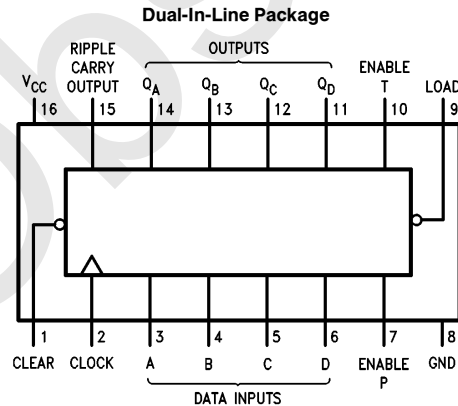 Dual-In-Line Package
RIPPLE
CARRY
OUTPUT
OUTPUTS
ENABLE
T
VCC QA QB QC QD LOAD
16 15 14 13 12 11 10 9
1 2 3 4 5 6 7 8
CLEAR CLOCK A B C D ENABLE
P
GND
DATA INPUTS